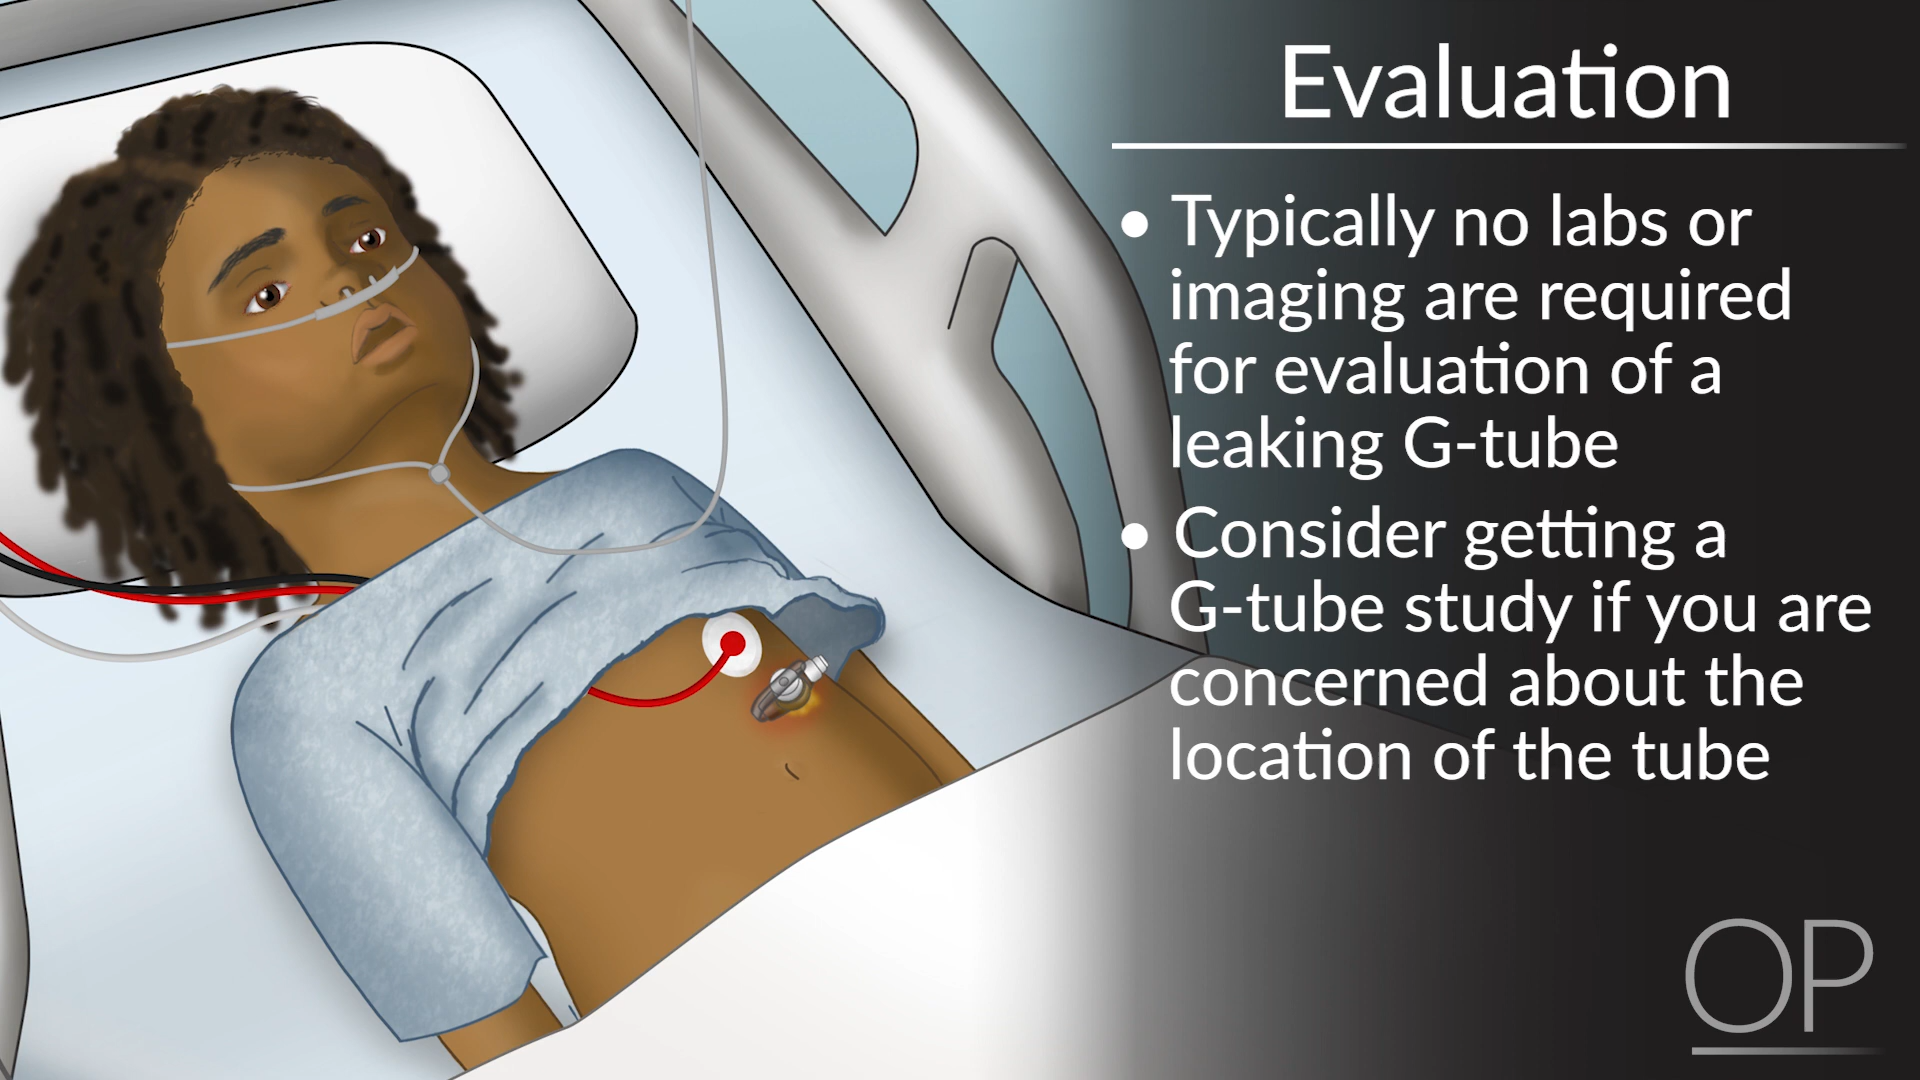 Evaluation
• Typically no labs or
imaging are required
for evaluation of a
leaking G-tube
• Consider getting a
G-tube study if you are
concerned about the
location of the tube
OP